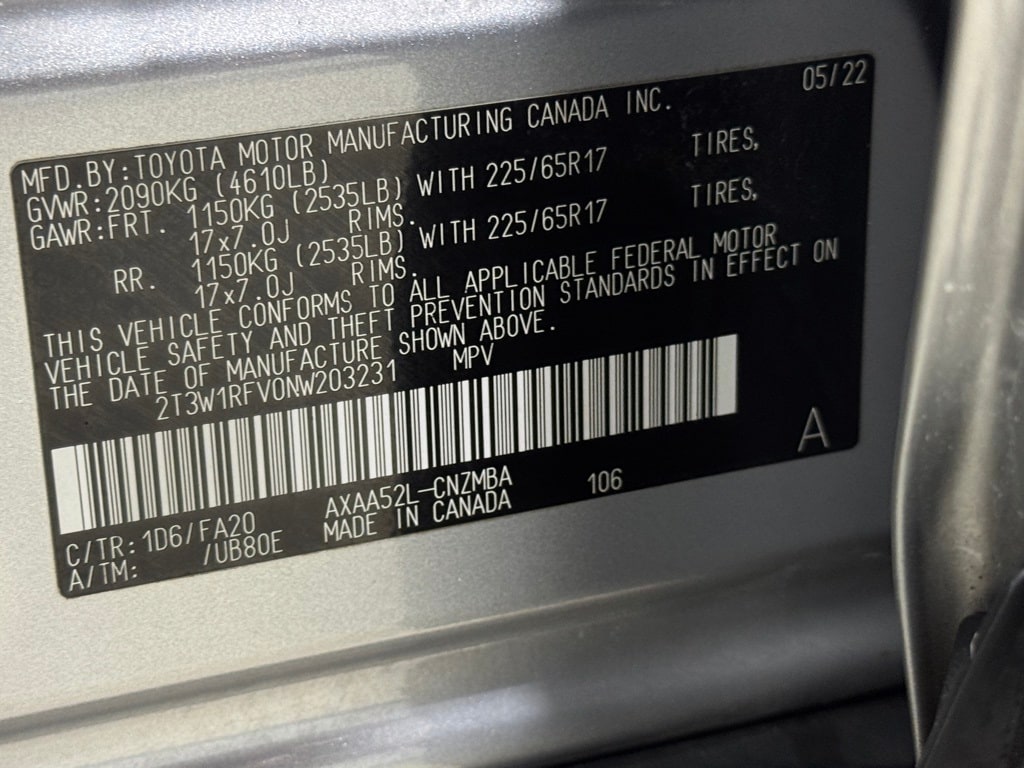 05/22
MFD.BY:TOYOTA MOTOR MANUFACTURING CANADA INC.
GVWR:2090KG (4610LB)
GAWR:FRT. 1150KG (2535LB) WITH 225/65R17 TIRES,
17x7.0J RIMS.
RR. 1150KG (2535LB) WITH 225/65R17 TIRES,
17x7.0J RIMS.
THIS VEHICLE CONFORMS TO ALL APPLICABLE FEDERAL MOTOR
VEHICLE SAFETY AND THEFT PREVENTION STANDARDS IN EFFECT ON
THE DATE OF MANUFACTURE SHOWN ABOVE.
2T3W1RFV0NW203231 MPV
A
C/TR:1D6/FA20 AXAA52L-CNZMBA 106
A/TM: /UB80E MADE IN CANADA